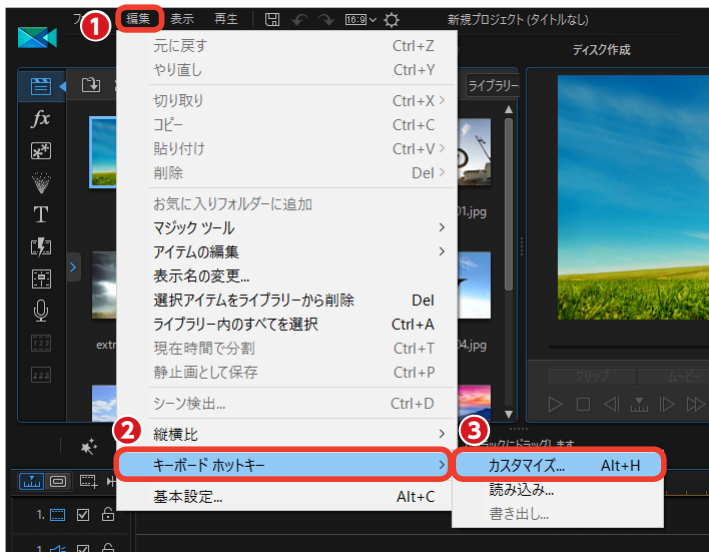 編集 表示 再生 16:9 新規プロジェクト (タイトルなし)
1
元に戻す Ctrl+Z
やり直し Ctrl+Y
ディスク作成
切り取り Ctrl+X
ライブラリー
コピー Ctrl+C
貼り付け Ctrl+V
削除 Del
お気に入りフォルダーに追加
マジック ツール
アイテムの編集
表示名の変更...
選択アイテムをライブラリーから削除 Del
ライブラリー内のすべてを選択 Ctrl+A
現在時間で分割 Ctrl+T
静止画として保存 Ctrl+P
シーン検出... Ctrl+D
クリップ ムービー
2
縦横比
3
キーボード ホットキー
カスタマイズ... Alt+H
読み込み...
書き出し...
基本設定... Alt+C
fx
T
1.
1.